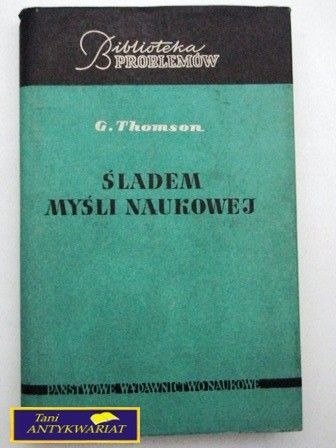 Biblioteka
PROBLEMÓW
G. Thomson
ŚLADEM
MYŚLI NAUKOWEJ
PAŃSTWOWE WYDAWNICTWO NAUKOWE
Tani
ANTYKWARIAT